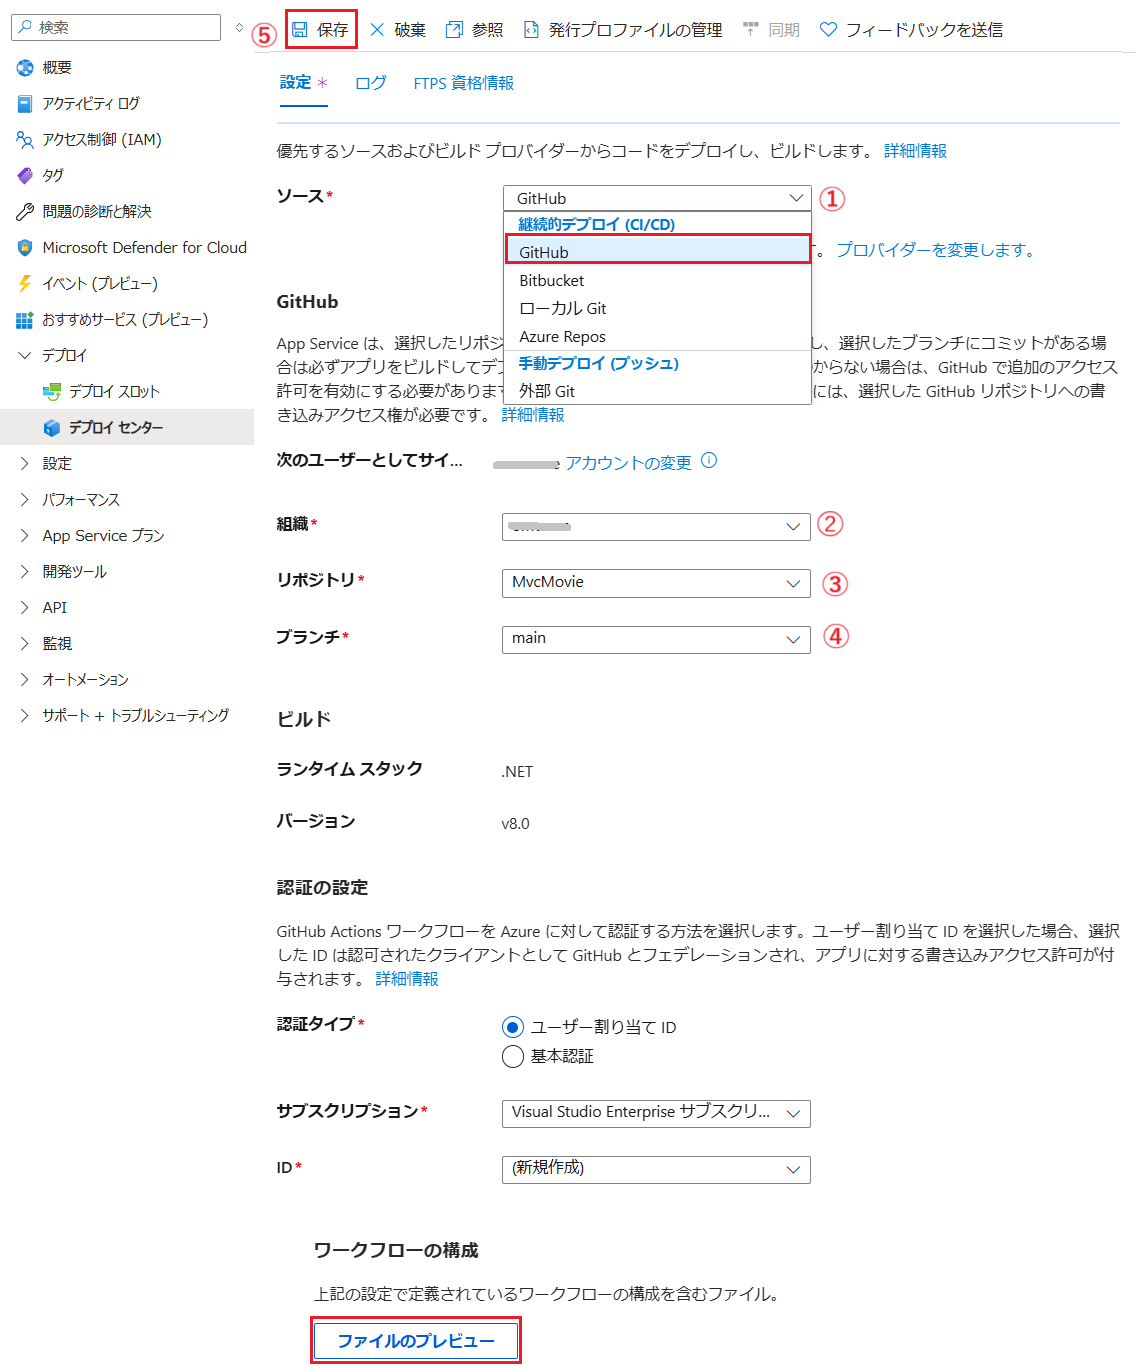 検索
⑤
保存
破棄
参照
発行プロファイルの管理
同期
フィードバックを送信
概要
アクティビティ ログ
アクセス制御 (IAM)
タグ
問題の診断と解決
Microsoft Defender for Cloud
イベント (プレビュー)
おすすめサービス (プレビュー)
デプロイ
デプロイ スロット
デプロイ センター
設定
パフォーマンス
App Service プラン
開発ツール
API
監視
オートメーション
サポート + トラブルシューティング
設定 *
ログ
FTPS 資格情報
優先するソースおよびビルド プロバイダーからコードをデプロイし、ビルドします。 詳細情報
ソース*
GitHub
①
継続的デプロイ (CI/CD)
GitHub
Bitbucket
ローカル Git
Azure Repos
手動デプロイ (プッシュ)
外部 Git
。 プロバイダーを変更します。
GitHub
App Service は、選択したリポジ し、選択したブランチにコミットがある場
合は必ずアプリをビルドしてデプ からない場合は、GitHub で追加のアクセス
許可を有効にする必要があります には、選択した GitHub リポジトリへの書
き込みアクセス権が必要です。 詳細情報
次のユーザーとしてサイ...
アカウントの変更
組織*
②
リポジトリ*
MvcMovie
③
ブランチ*
main
④
ビルド
ランタイム スタック
.NET
バージョン
v8.0
認証の設定
GitHub Actions ワークフローを Azure に対して認証する方法を選択します。ユーザー割り当て ID を選択した場合、選択
した ID は認可されたクライアントとして GitHub とフェデレーションされ、アプリに対する書き込みアクセス許可が付
与されます。 詳細情報
認証タイプ*
ユーザー割り当て ID
基本認証
サブスクリプション*
Visual Studio Enterprise サブスクリ...
ID*
(新規作成)
ワークフローの構成
上記の設定で定義されているワークフローの構成を含むファイル。
ファイルのプレビュー